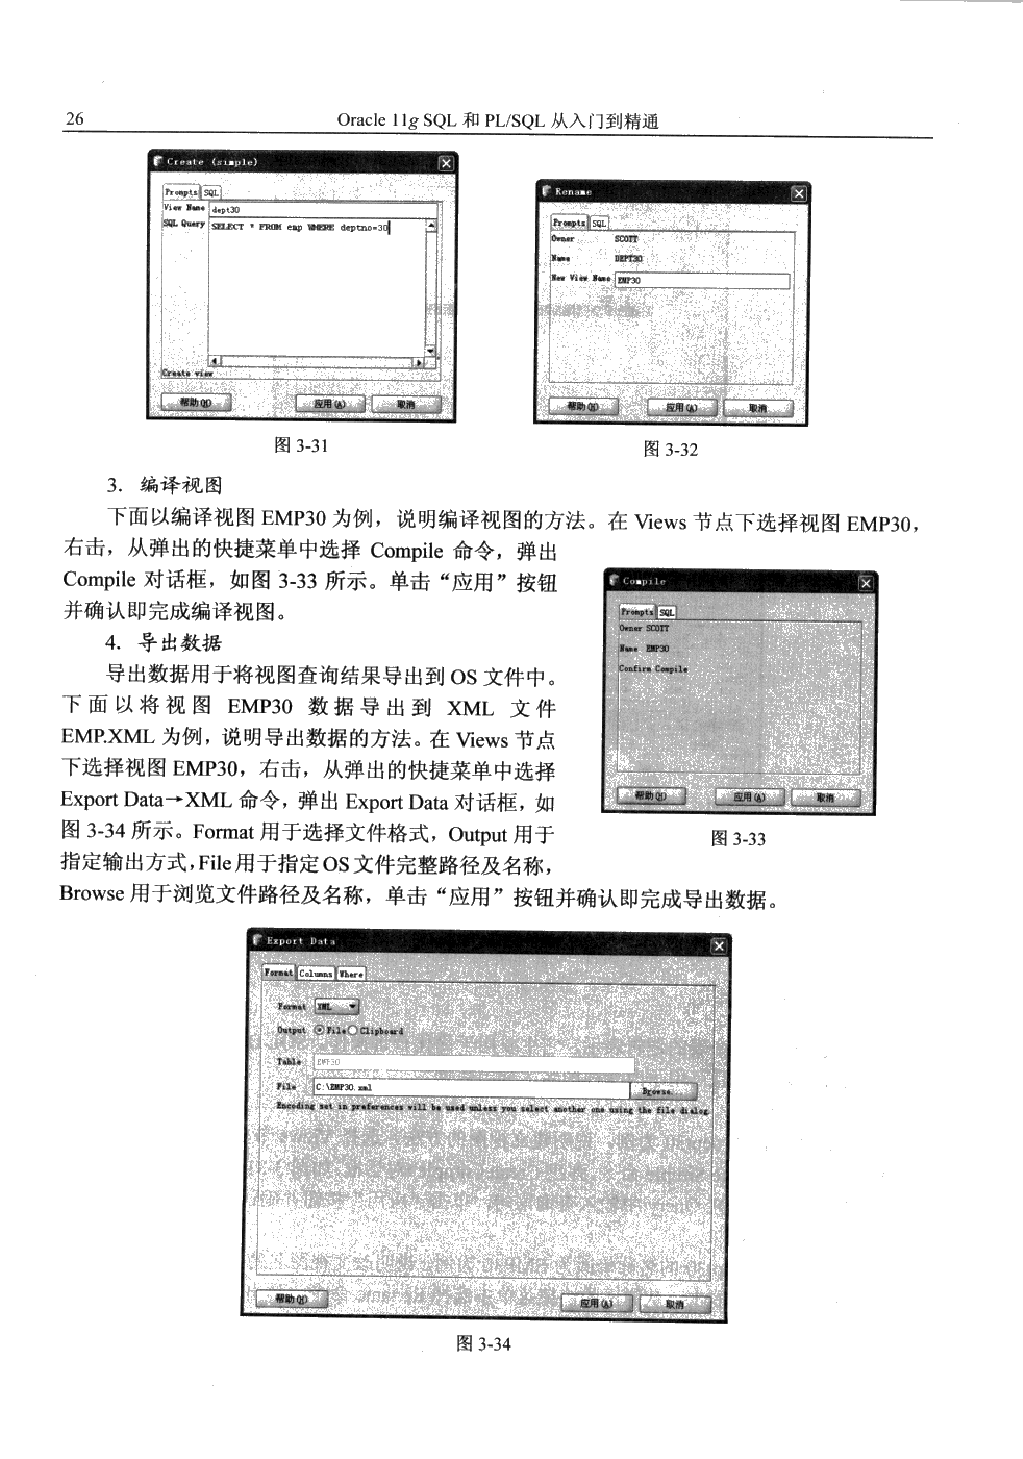 26
Oracle 11g SQL 和 PL/SQL 从入门到精通
Create (simple)
Prompts SQL
View Name dept30
SQL Query SELECT * FROM emp WHERE deptno=30
Create view
帮助(H) 应用(A) 取消
图 3-31
Rename
Prompts SQL
Owner SCOTT
Name DEPT30
New View Name EMP30
帮助(H) 应用(A) 取消
图 3-32
3. 编译视图
下面以编译视图 EMP30 为例，说明编译视图的方法。在 Views 节点下选择视图 EMP30，
右击，从弹出的快捷菜单中选择 Compile 命令，弹出
Compile 对话框，如图 3-33 所示。单击“应用”按钮
并确认即完成编译视图。
4. 导出数据
导出数据用于将视图查询结果导出到 OS 文件中。
下面以将视图 EMP30 数据导出到 XML 文件
EMP.XML 为例，说明导出数据的方法。在 Views 节点
下选择视图 EMP30，右击，从弹出的快捷菜单中选择
Export Data→XML 命令，弹出 Export Data 对话框，如
图 3-34 所示。Format 用于选择文件格式，Output 用于
指定输出方式，File 用于指定 OS 文件完整路径及名称，
Browse 用于浏览文件路径及名称，单击“应用”按钮并确认即完成导出数据。
Compile
Prompts SQL
Owner SCOTT
Name EMP30
Confirm Compile
帮助(H) 应用(A) 取消
图 3-33
Export Data
Format Columns Where
Format XML
Output File Clipboard
Table EMP30
File C:\EMP30.xml Browse...
Encoding set in preferences will be used unless you select another one using the file dialog
帮助(H) 应用(A) 取消
图 3-34